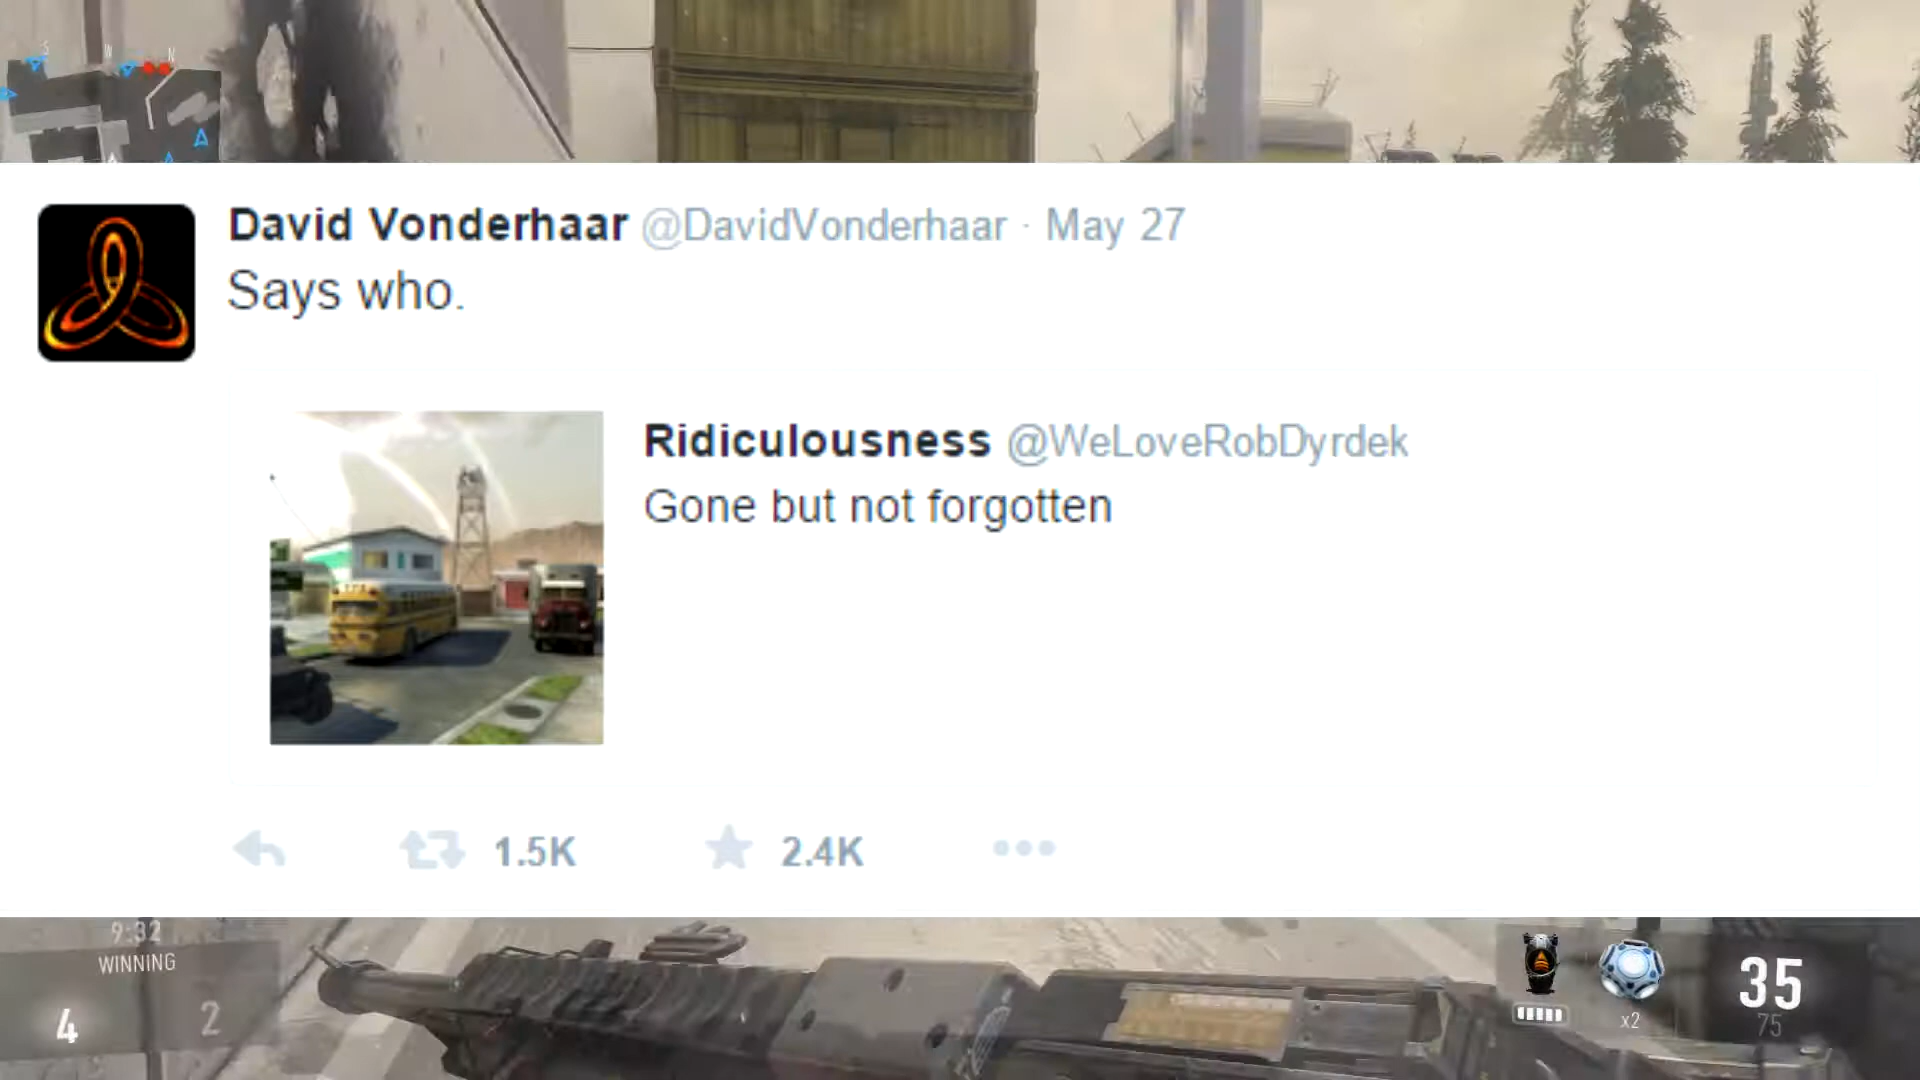 S W N
David Vonderhaar @DavidVonderhaar · May 27
Says who.
Ridiculousness @WeLoveRobDyrdek
Gone but not forgotten
1.5K 2.4K
9:32
WINNING
4 2
x2
35
75